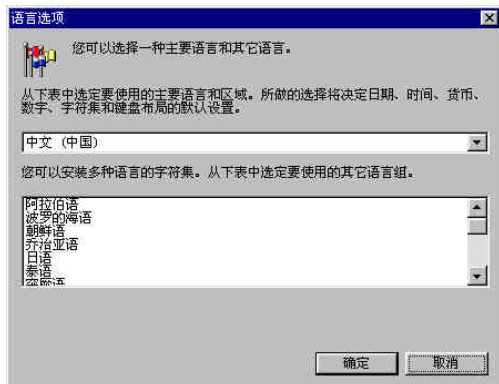 语言选项
您可以选择一种主要语言和其它语言。
从下表中选定要使用的主要语言和区域。所做的选择将决定日期、时间、货币、
数字、字符集和键盘布局的默认设置。
中文 (中国)
您可以安装多种语言的字符集。从下表中选定要使用的其它语言组。
阿拉伯语
波罗的海语
朝鲜语
乔治亚语
日语
泰语
确定
取消